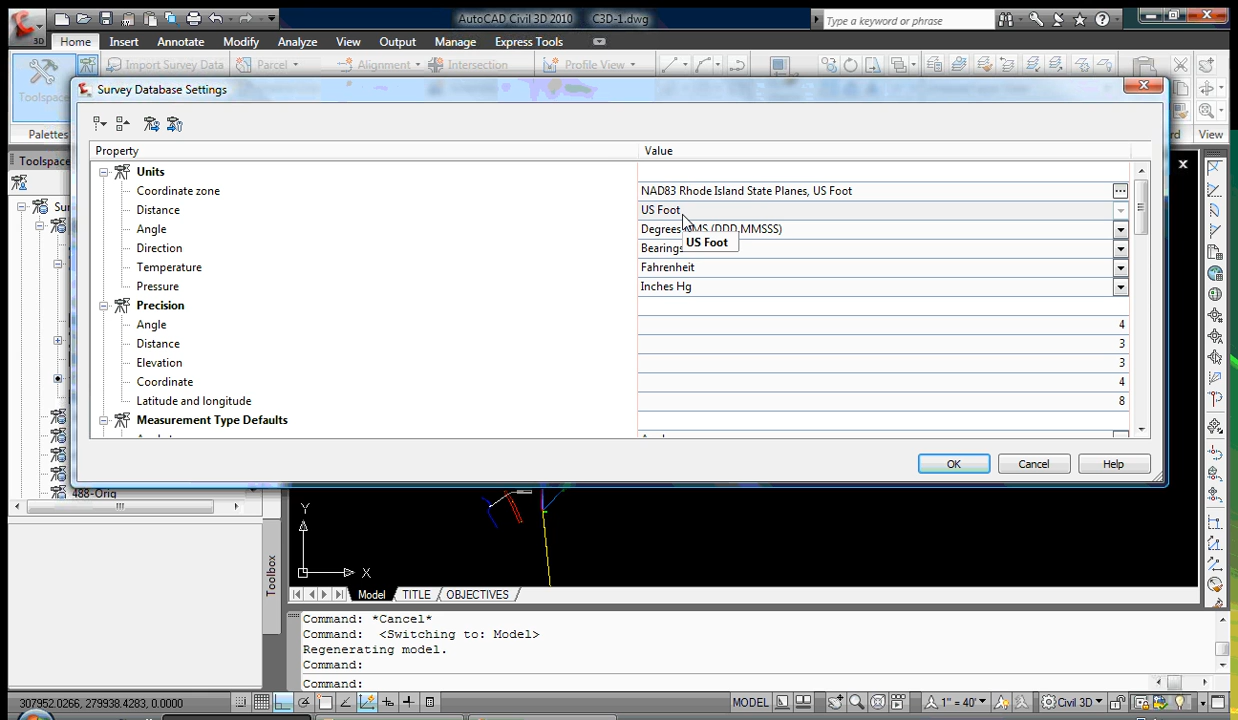 AutoCAD Civil 3D 2010 C3D-1.dwg
Type a keyword or phrase
3D
Home Insert Annotate Modify Analyze View Output Manage Express Tools
Import Survey Data Parcel Alignment Intersection Profile View
Toolspace
Palettes
View
Survey Database Settings
Toolspace
Property Value
Units
Coordinate zone NAD83 Rhode Island State Planes, US Foot
Distance US Foot
Angle Degrees DMS (DDD.MMSSS)
Direction Bearings
US Foot
Temperature Fahrenheit
Pressure Inches Hg
Precision
Angle 4
Distance 3
Elevation 3
Coordinate 4
Latitude and longitude 8
Measurement Type Defaults
OK Cancel Help
488-Orig
Y
X
Toolbox
Model TITLE OBJECTIVES
Command: *Cancel*
Command: <Switching to: Model>
Regenerating model.
Command:
Command:
307952.0266, 279938.4283, 0.0000
MODEL
1" = 40'
Civil 3D